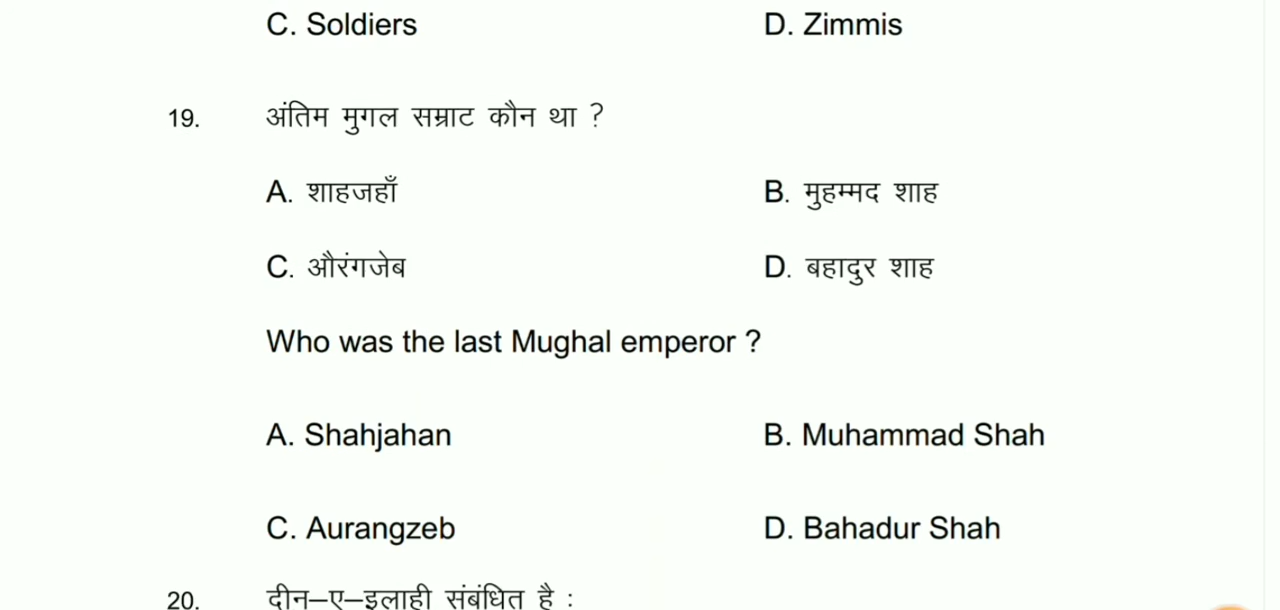 C. Soldiers D. Zimmis
19. अंतिम मुगल सम्राट कौन था ?
A. शाहजहाँ B. मुहम्मद शाह
C. औरंगजेब D. बहादुर शाह
Who was the last Mughal emperor ?
A. Shahjahan B. Muhammad Shah
C. Aurangzeb D. Bahadur Shah
20. दीन–ए–इलाही संबंधित है :